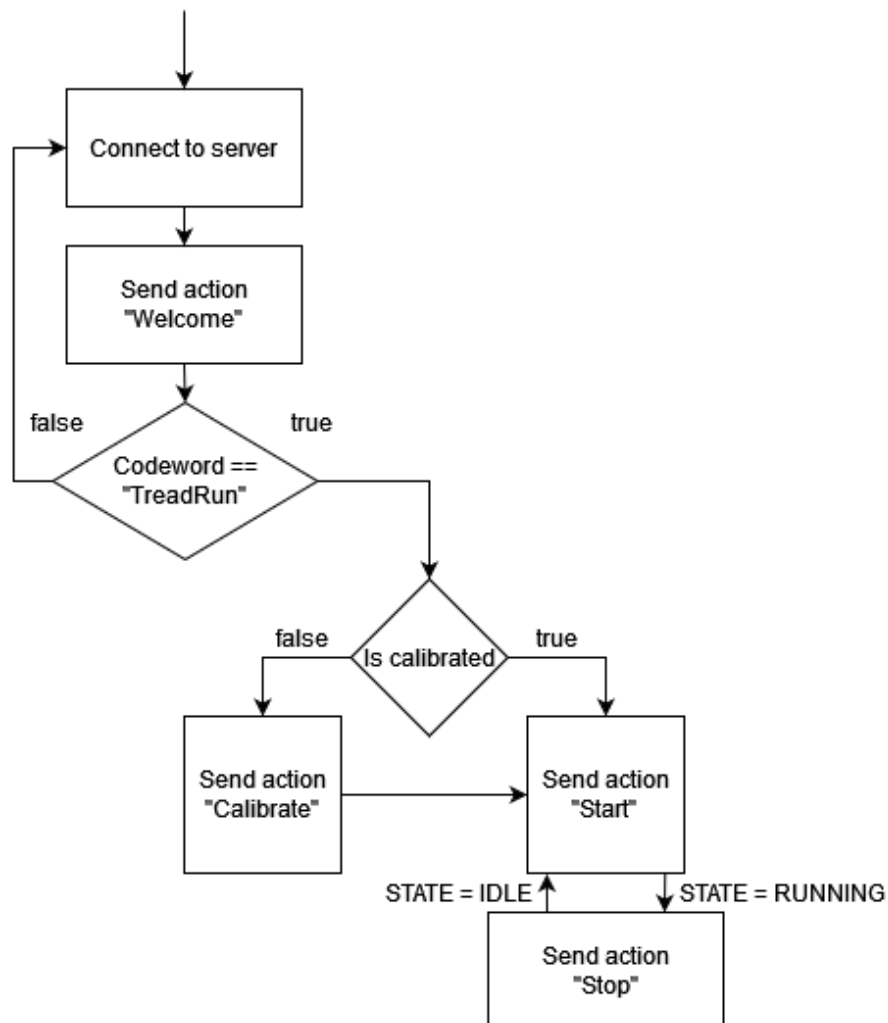 Connect to server
Send action
"Welcome"
false
true
Codeword ==
"TreadRun"
false
true
Is calibrated
Send action
"Calibrate"
Send action
"Start"
STATE = IDLE
STATE = RUNNING
Send action
"Stop"